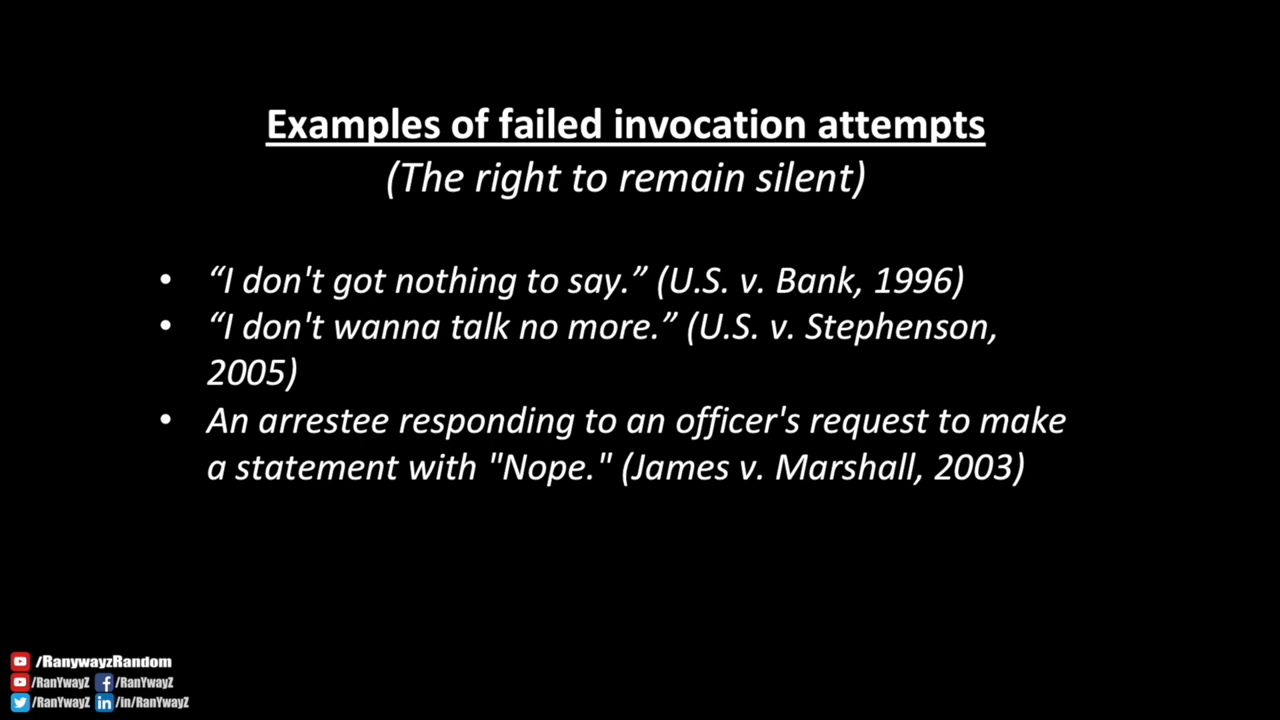 Examples of failed invocation attempts
(The right to remain silent)
• “I don't got nothing to say.” (U.S. v. Bank, 1996)
• “I don't wanna talk no more.” (U.S. v. Stephenson,
2005)
• An arrestee responding to an officer's request to make
a statement with "Nope." (James v. Marshall, 2003)
/RanywayzRandom
/RanYwayZ /RanYwayZ
/RanYwayZ /in/RanYwayZ